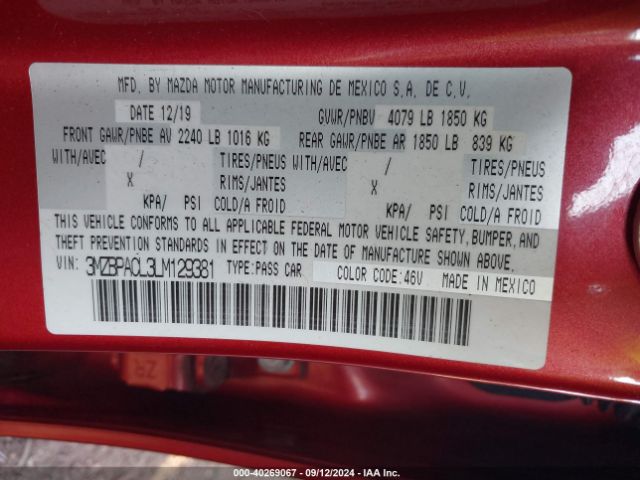 MFD. BY MAZDA MOTOR MANUFACTURING DE MEXICO S.A. DE C.V.
DATE 12/19 GVWR/PNBV 4079 LB 1850 KG
FRONT GAWR/PNBE AV 2240 LB 1016 KG REAR GAWR/PNBE AR 1850 LB 839 KG
WITH/AVEC / TIRES/PNEUS WITH/AVEC / TIRES/PNEUS
X RIMS/JANTES X RIMS/JANTES
KPA/ PSI COLD/A FROID KPA/ PSI COLD/A FROID
THIS VEHICLE CONFORMS TO ALL APPLICABLE FEDERAL MOTOR VEHICLE SAFETY, BUMPER, AND
THEFT PREVENTION STANDARDS IN EFFECT ON THE DATE OF MANUFACTURE SHOWN ABOVE.
VIN: 3MZBPACL3LM129381 TYPE:PASS CAR COLOR CODE:46V MADE IN MEXICO
000-40269067 - 09/12/2024 - IAA Inc.